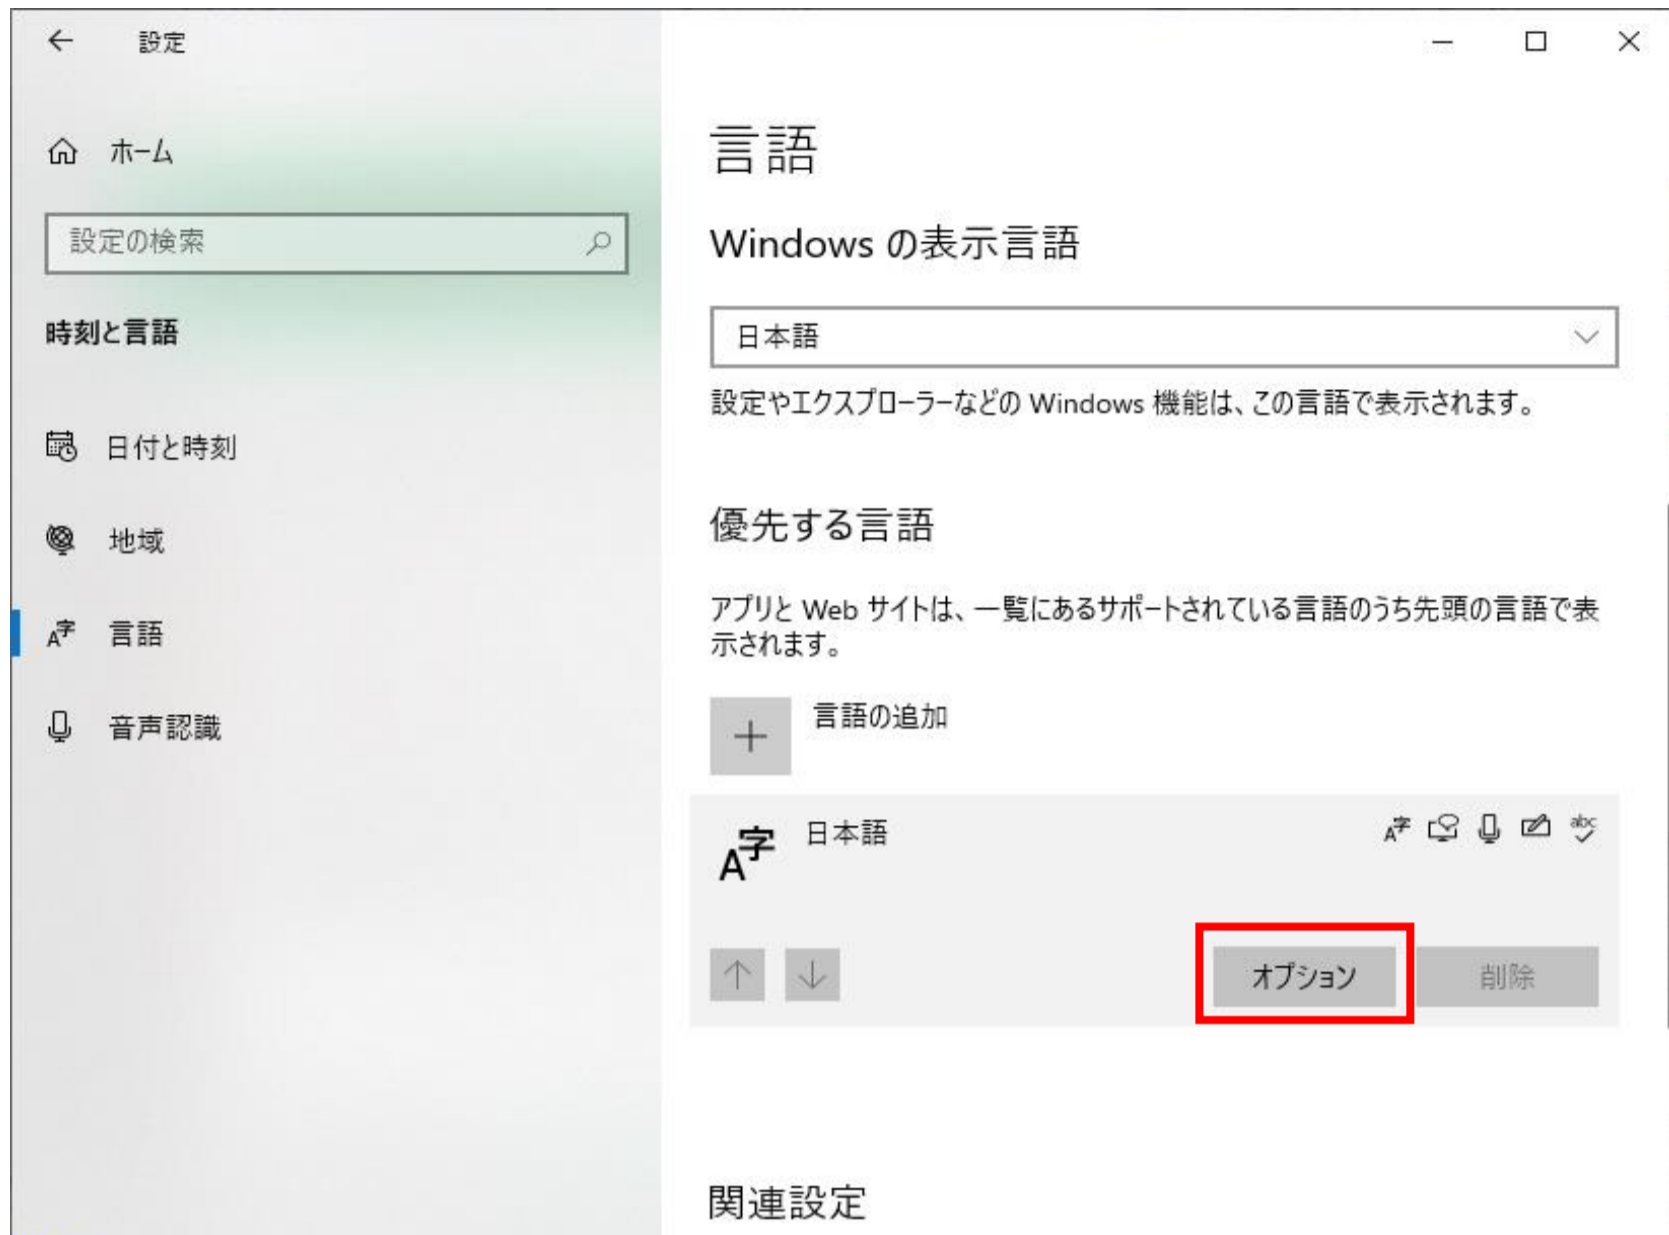 設定
ホーム
設定の検索
時刻と言語
日付と時刻
地域
A字 言語
音声認識
言語
Windows の表示言語
日本語
設定やエクスプローラーなどの Windows 機能は、この言語で表示されます。
優先する言語
アプリと Web サイトは、一覧にあるサポートされている言語のうち先頭の言語で表
示されます。
言語の追加
A字 日本語
A字 abc
オプション 削除
関連設定